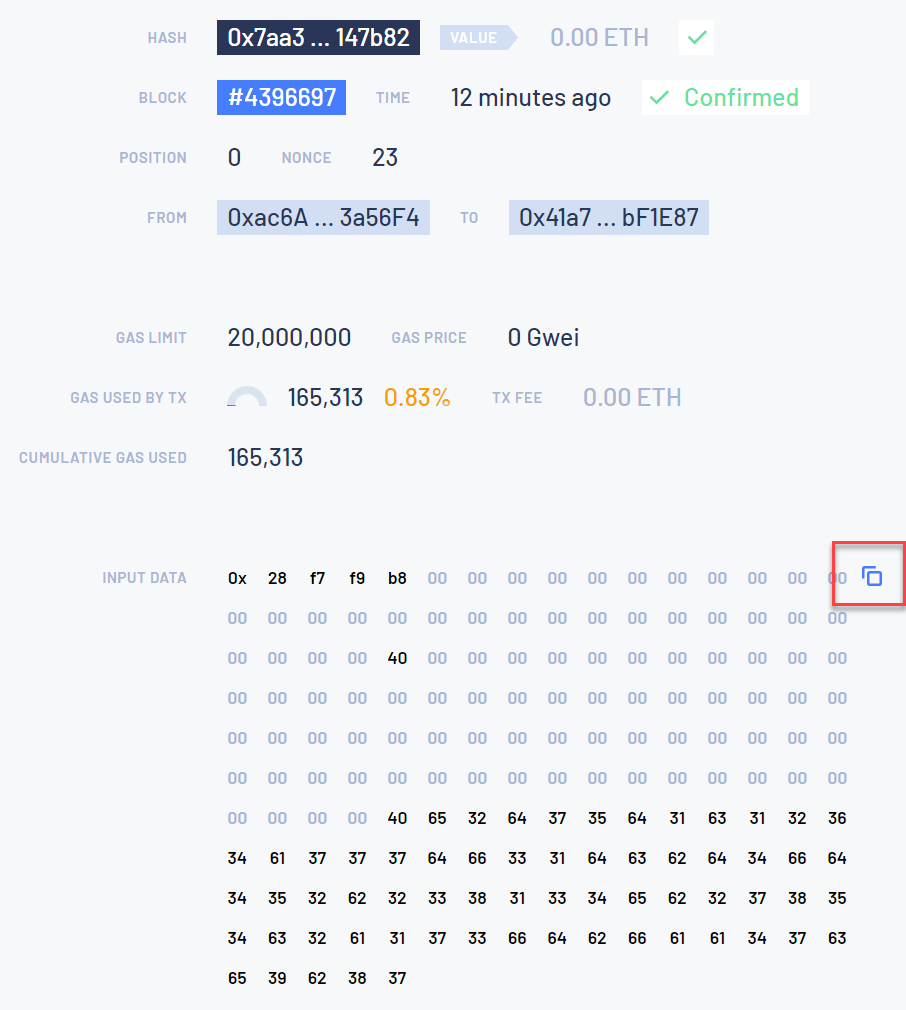 HASH 0x7aa3 ... 147b82 VALUE 0.00 ETH
BLOCK #4396697 TIME 12 minutes ago Confirmed
POSITION 0 NONCE 23
FROM 0xac6A ... 3a56F4 TO 0x41a7 ... bF1E87
GAS LIMIT 20,000,000 GAS PRICE 0 Gwei
GAS USED BY TX 165,313 0.83% TX FEE 0.00 ETH
CUMULATIVE GAS USED 165,313
INPUT DATA 0x 28 f7 f9 b8 00 00 00 00 00 00 00 00 00 00 00
00 00 00 00 00 00 00 00 00 00 00 00 00 00 00 00
00 00 00 00 40 00 00 00 00 00 00 00 00 00 00 00
00 00 00 00 00 00 00 00 00 00 00 00 00 00 00 00
00 00 00 00 00 00 00 00 00 00 00 00 00 00 00 00
00 00 00 00 00 00 00 00 00 00 00 00 00 00 00 00
00 00 00 00 40 65 32 64 37 35 64 31 63 31 32 36
34 61 37 37 37 64 66 33 31 64 63 62 64 34 66 64
34 35 32 62 32 33 38 31 33 34 65 62 32 37 38 35
34 63 32 61 31 37 33 66 64 62 66 61 61 34 37 63
65 39 62 38 37